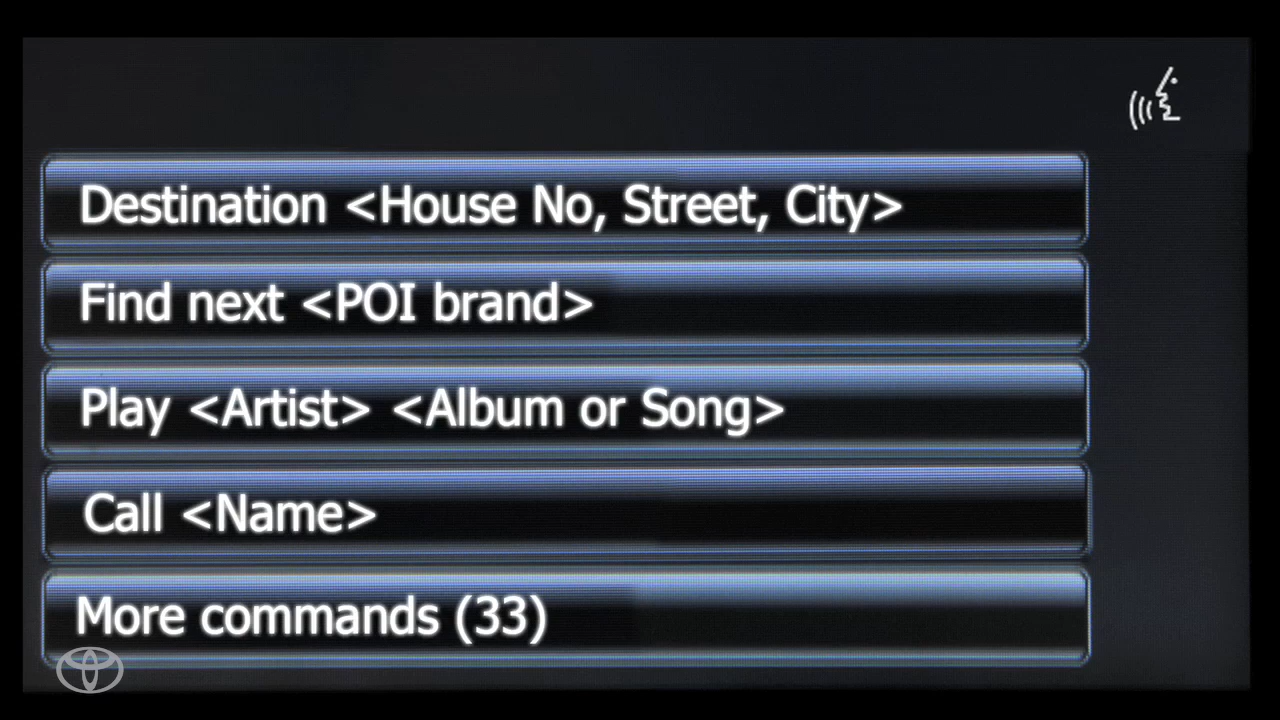 Destination <House No, Street, City>
Find next <POI brand>
Play <Artist> <Album or Song>
Call <Name>
More commands (33)